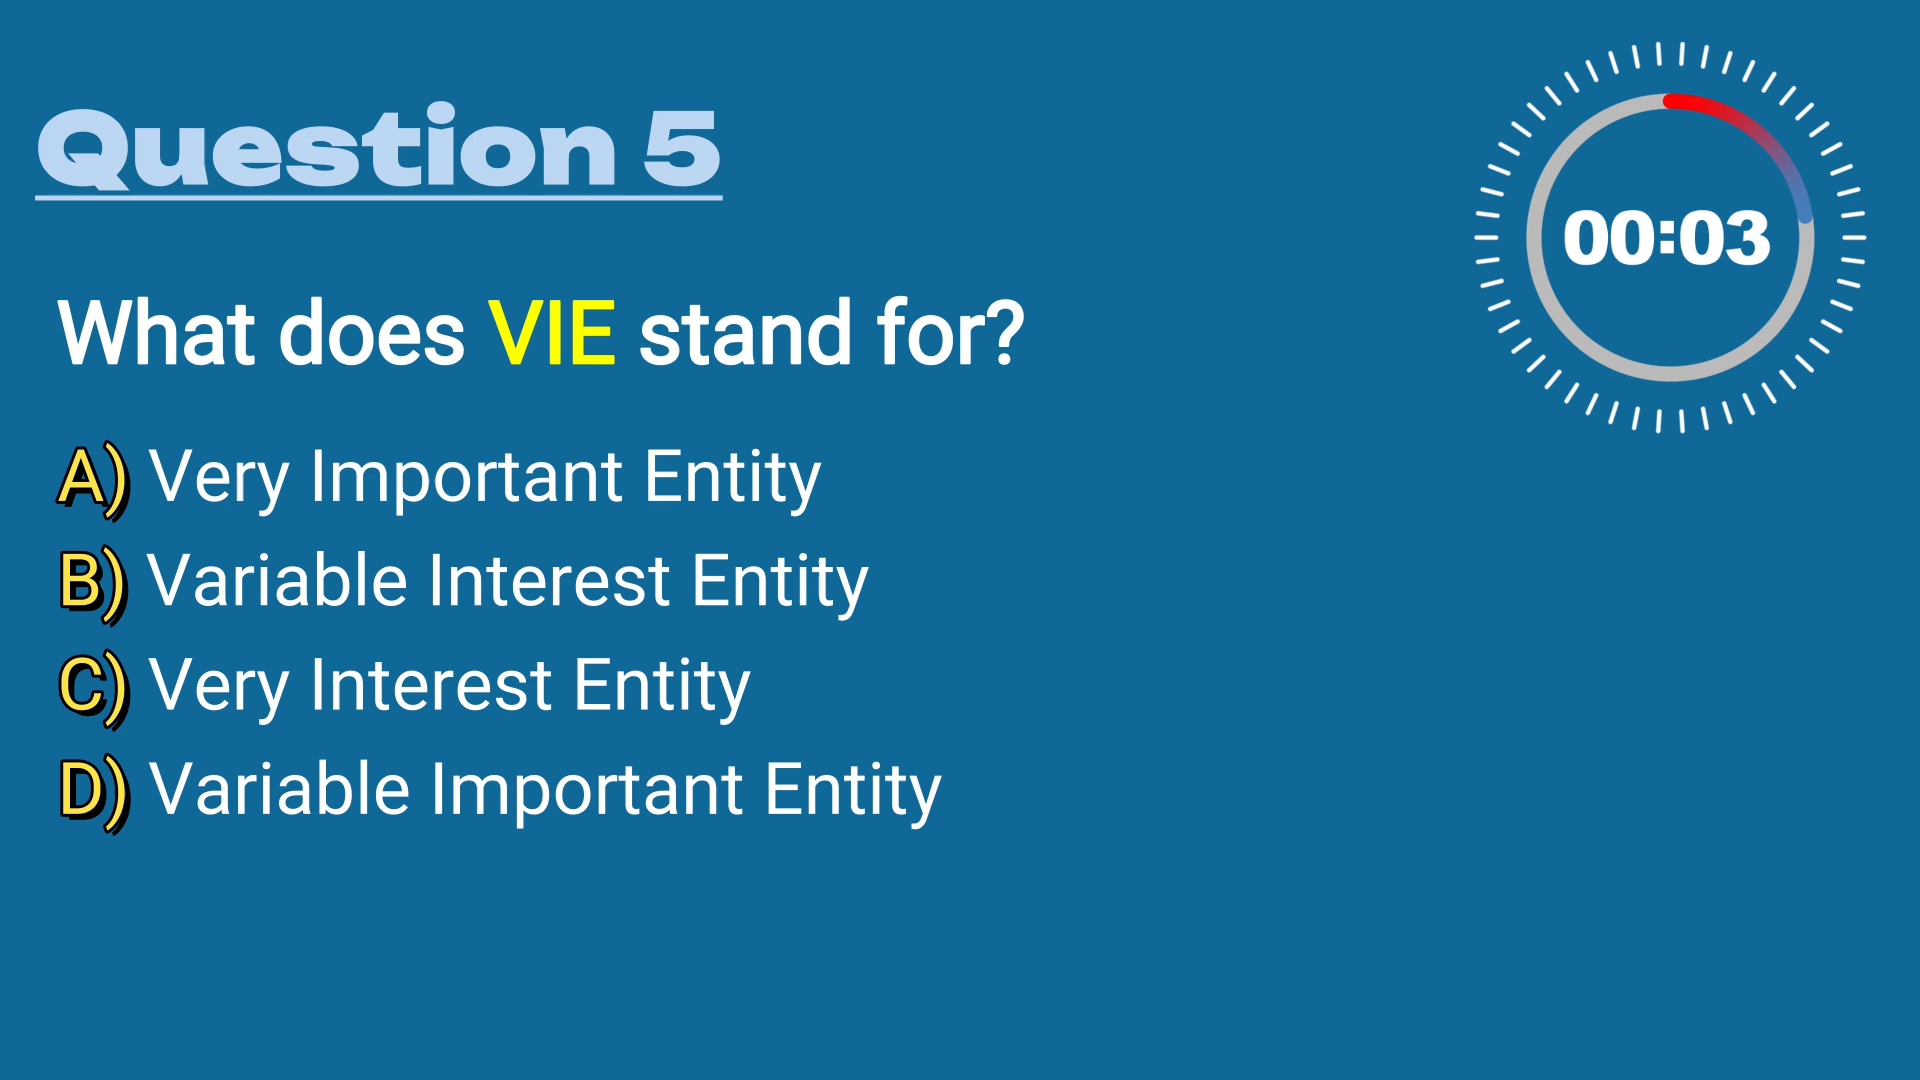 Question 5
00:03
What does VIE stand for?
A) Very Important Entity
B) Variable Interest Entity
C) Very Interest Entity
D) Variable Important Entity